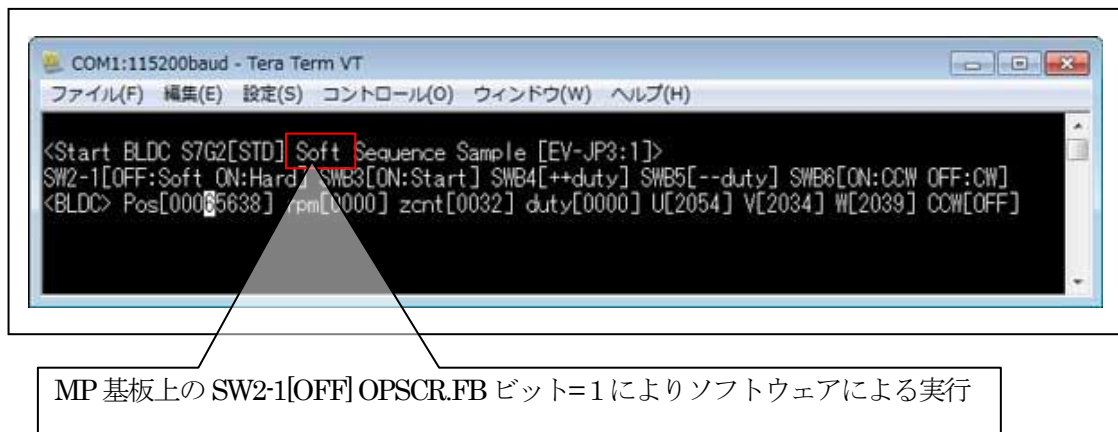 COM1:115200baud - Tera Term VT
ファイル(F) 編集(E) 設定(S) コントロール(O) ウィンドウ(W) ヘルプ(H)
<Start BLDC S7G2[STD] Soft Sequence Sample [EV-JP3:1]>
SW2-1[OFF:Soft ON:Hard] SWB3[ON:Start] SWB4[++duty] SWB5[--duty] SWB6[ON:CCW OFF:CW]
<BLDC> Pos[00065638] rpm[0000] zcnt[0032] duty[0000] U[2054] V[2034] W[2039] CCW[OFF]
MP 基板上の SW2-1[OFF] OPSCR.FB ビット=１によりソフトウェアによる実行